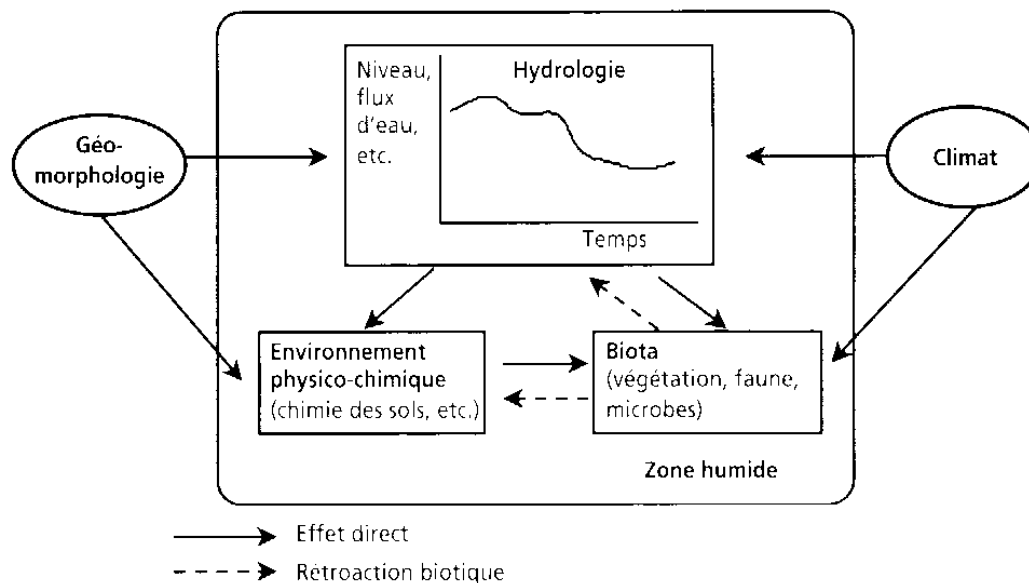 Niveau,
flux
d'eau,
etc.
Hydrologie
Temps
Géo-
morphologie
Climat
Environnement
physico-chimique
(chimie des sols, etc.)
Biota
(végétation, faune,
microbes)
Zone humide
Effet direct
Rétroaction biotique